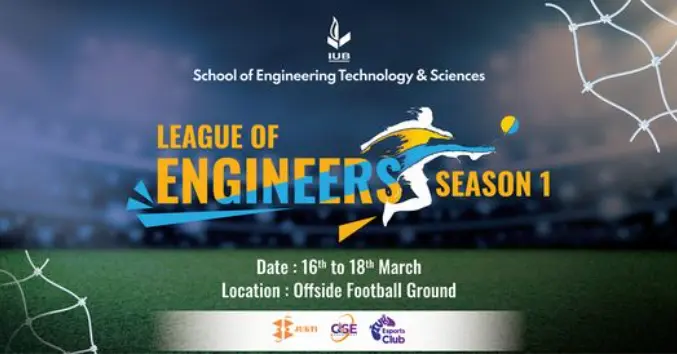 IUB
School of Engineering Technology & Sciences
LEAGUE OF
ENGINEERS SEASON 1
Date : 16th to 18th March
Location : Offside Football Ground
Esports
Club